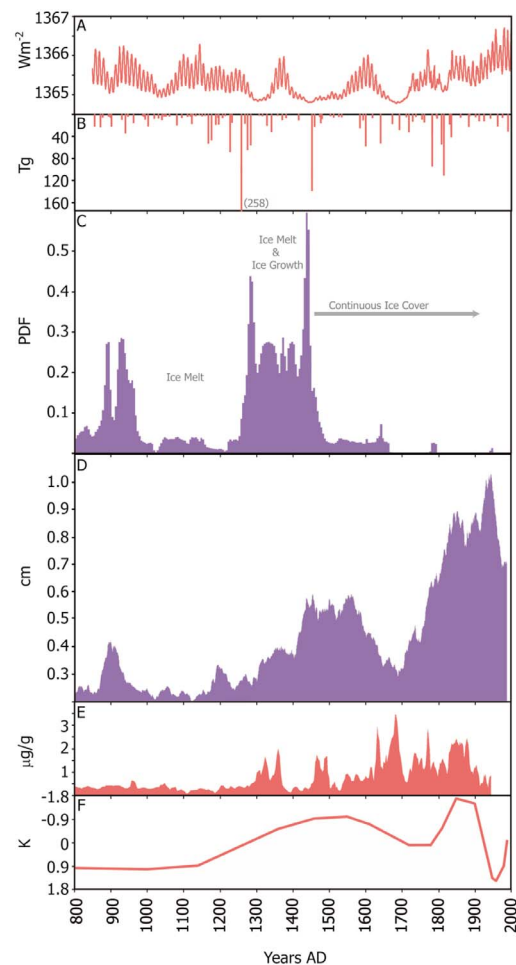 A
1367
1366
1365
Wm-2
B
40
80
120
160
Tg
(258)
C
0.5
0.4
0.3
0.2
0.1
PDF
Ice Melt
Ice Melt
&
Ice Growth
Continuous Ice Cover
D
1.0
0.9
0.8
0.7
0.6
0.5
0.4
0.3
cm
E
3
2
1
µg/g
-1.8
F
-0.9
0
0.9
1.8
K
800
900
1000
1100
1200
1300
1400
1500
1600
1700
1800
1900
2000
Years AD